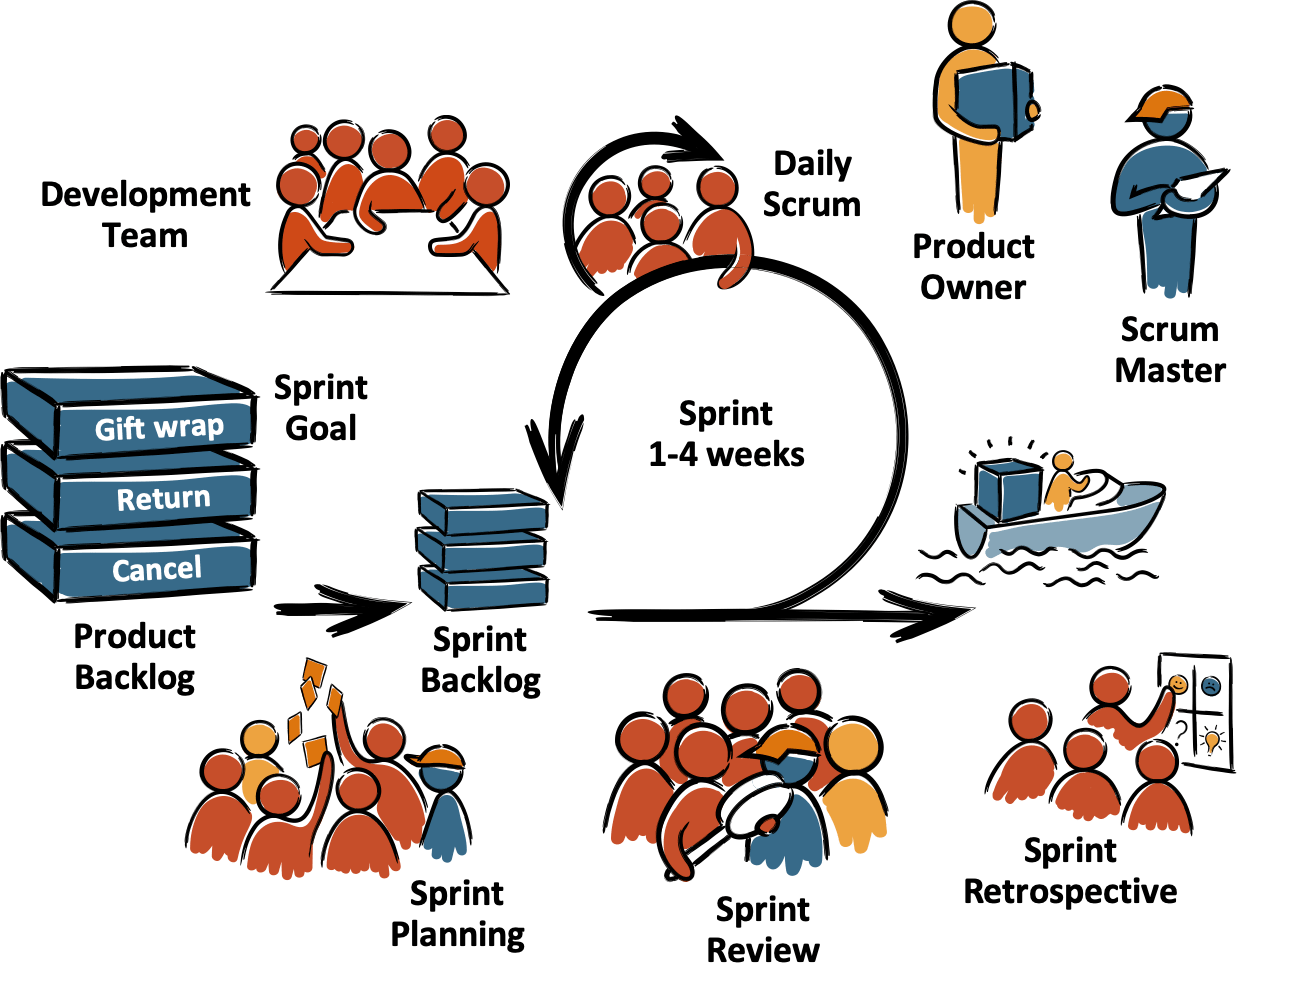 Development
Team
Daily
Scrum
Product
Owner
Scrum
Master
Sprint
Goal
Gift wrap
Return
Cancel
Product
Backlog
Sprint
Backlog
Sprint
1-4 weeks
Sprint
Planning
Sprint
Review
?
Sprint
Retrospective